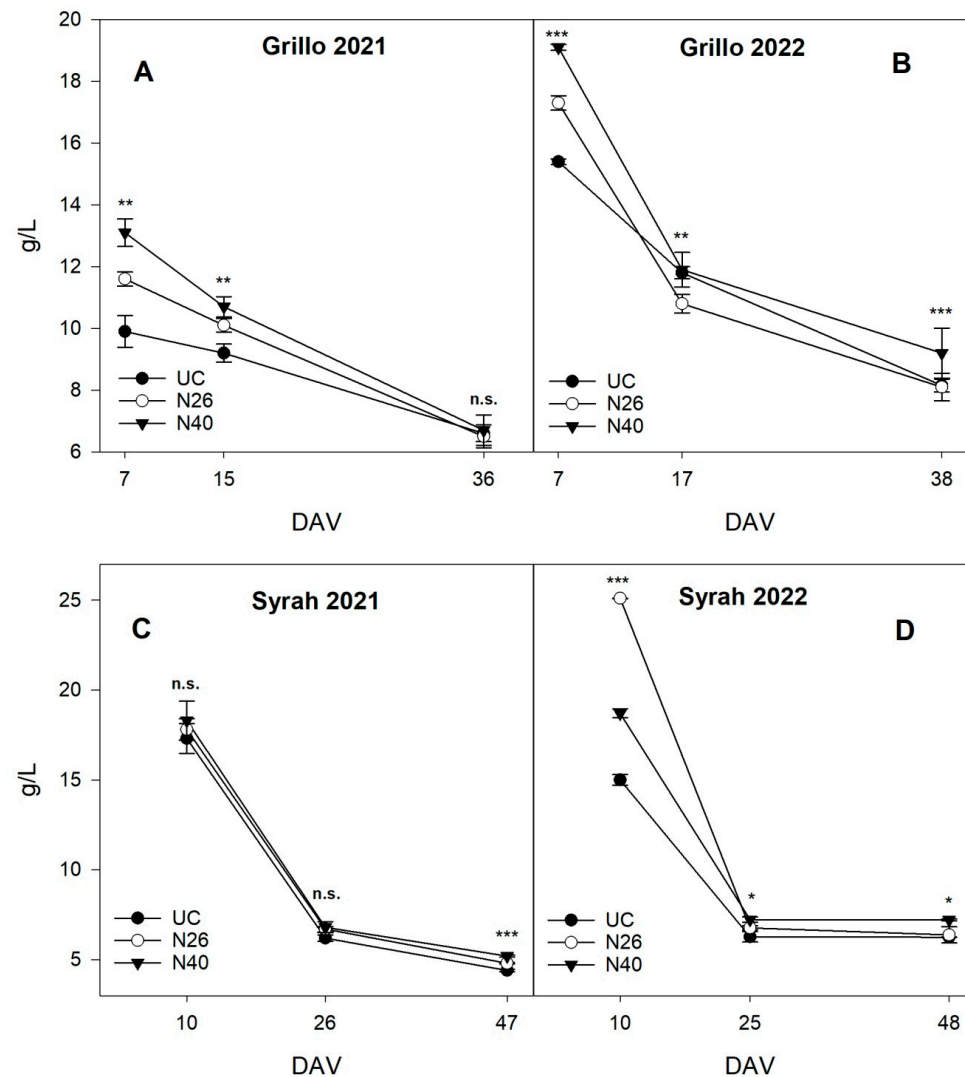 Grillo 2021
A
g/L
20
18
16
14
12
10
8
6
**
**
n.s.
UC
N26
N40
7
15
36
DAV
Grillo 2022
B
***
**
***
UC
N26
N40
7
17
38
DAV
Syrah 2021
C
g/L
25
20
15
10
5
n.s.
n.s.
***
UC
N26
N40
10
26
47
DAV
Syrah 2022
D
***
*
*
UC
N26
N40
10
25
48
DAV